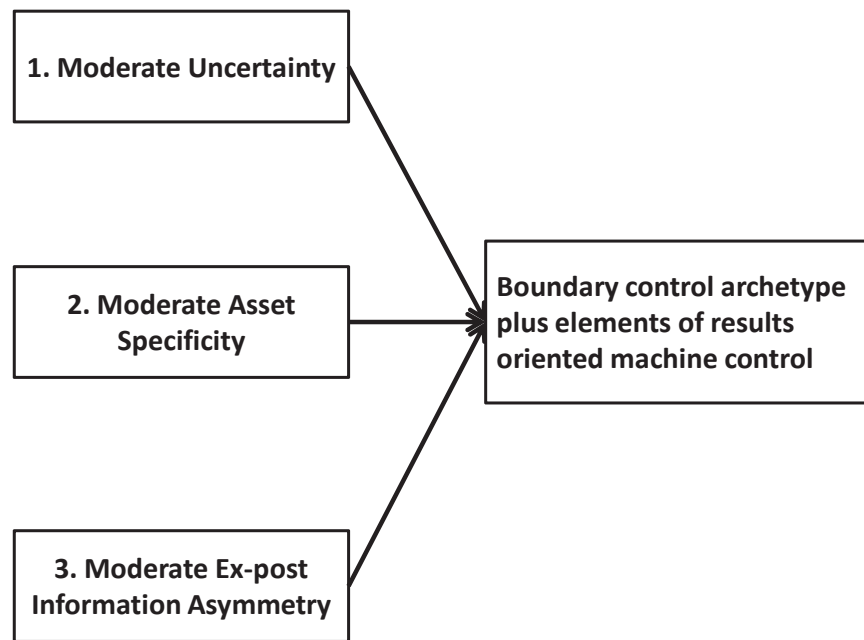 1. Moderate Uncertainty
2. Moderate Asset
Specificity
Boundary control archetype
plus elements of results
oriented machine control
3. Moderate Ex-post
Information Asymmetry